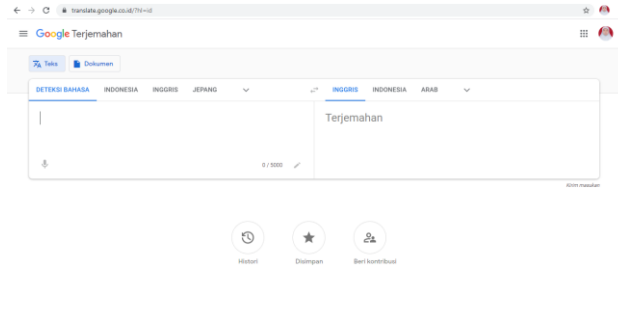 translate.google.co.id/?hl=id
Google Terjemahan
Teks Dokumen
DETEKSI BAHASA INDONESIA INGGRIS JEPANG INGGRIS INDONESIA ARAB
Terjemahan
0 / 5000
Kirim masukan
Histori Disimpan Beri kontribusi